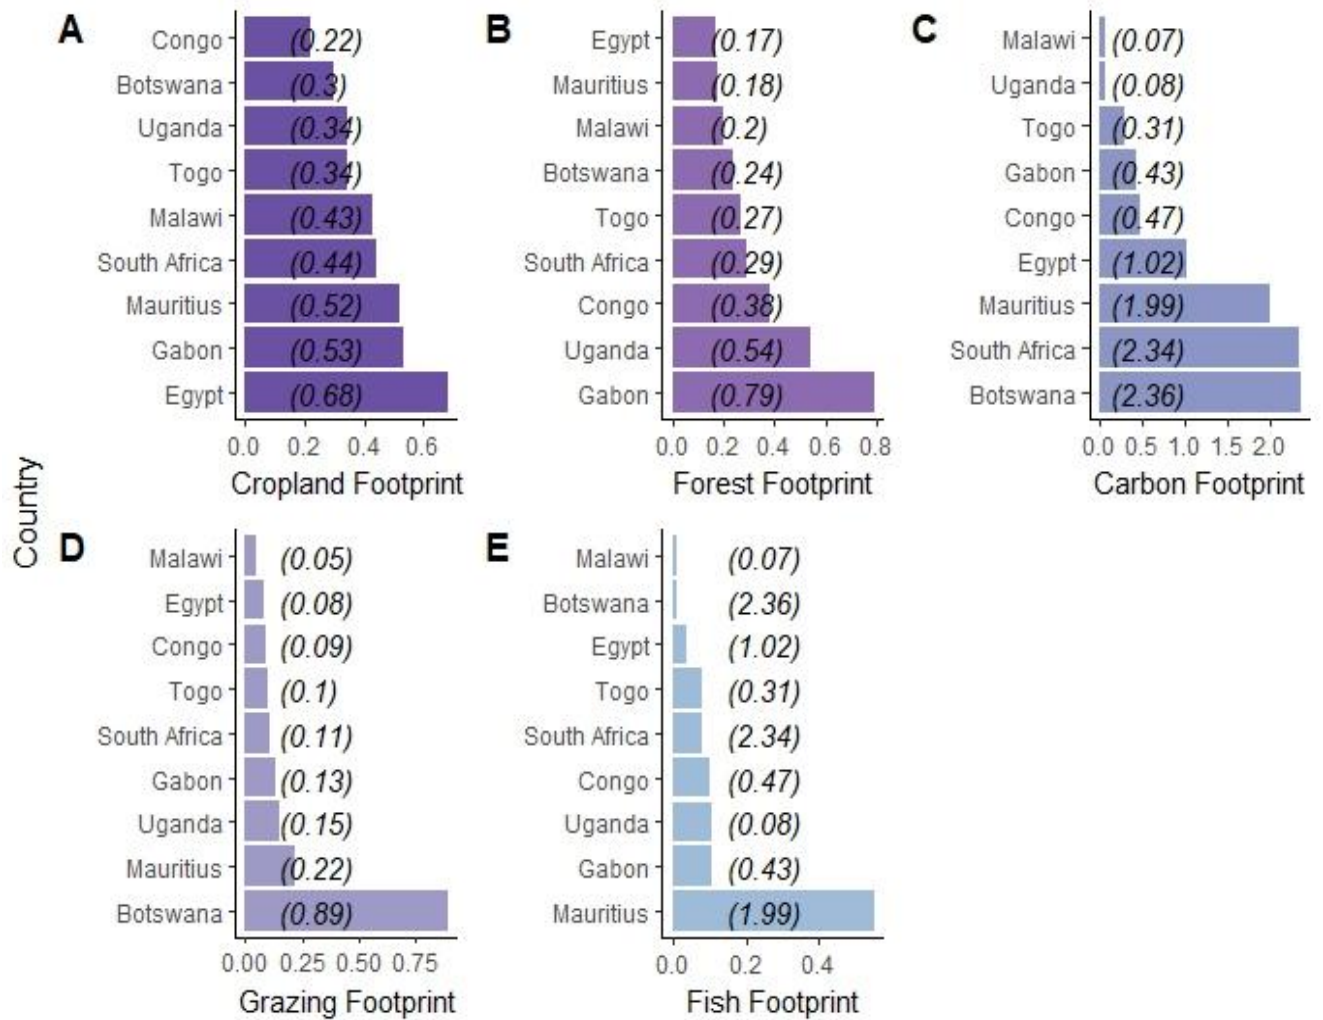 A
Congo (0.22)
Botswana (0.3)
Uganda (0.34)
Togo (0.34)
Malawi (0.43)
South Africa (0.44)
Mauritius (0.52)
Gabon (0.53)
Egypt (0.68)
0.0 0.2 0.4 0.6
Cropland Footprint
B
Egypt (0.17)
Mauritius (0.18)
Malawi (0.2)
Botswana (0.24)
Togo (0.27)
South Africa (0.29)
Congo (0.38)
Uganda (0.54)
Gabon (0.79)
0.0 0.2 0.4 0.6 0.8
Forest Footprint
C
Malawi (0.07)
Uganda (0.08)
Togo (0.31)
Gabon (0.43)
Congo (0.47)
Egypt (1.02)
Mauritius (1.99)
South Africa (2.34)
Botswana (2.36)
0.0 0.5 1.0 1.5 2.0
Carbon Footprint
Country
D
Malawi (0.05)
Egypt (0.08)
Congo (0.09)
Togo (0.1)
South Africa (0.11)
Gabon (0.13)
Uganda (0.15)
Mauritius (0.22)
Botswana (0.89)
0.00 0.25 0.50 0.75
Grazing Footprint
E
Malawi (0.07)
Botswana (2.36)
Egypt (1.02)
Togo (0.31)
South Africa (2.34)
Congo (0.47)
Uganda (0.08)
Gabon (0.43)
Mauritius (1.99)
0.0 0.2 0.4
Fish Footprint